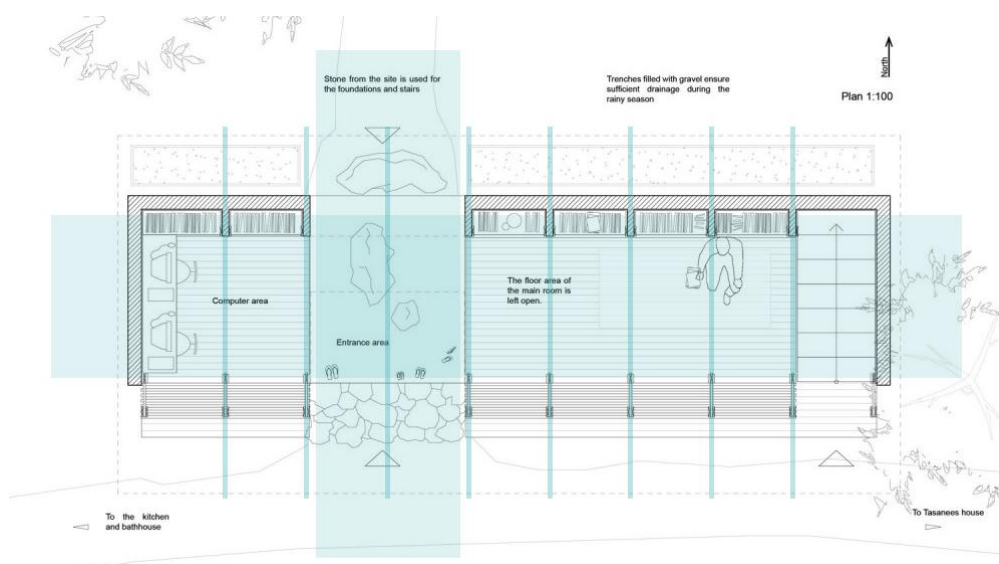 Stone from the site is used for
the foundations and stairs
Trenches filled with gravel ensure
sufficient drainage during the
rainy season
North
Plan 1:100
Computer area
The floor area of
the main room is
left open.
Entrance area
To the kitchen
and bathhouse
To Tasanees house